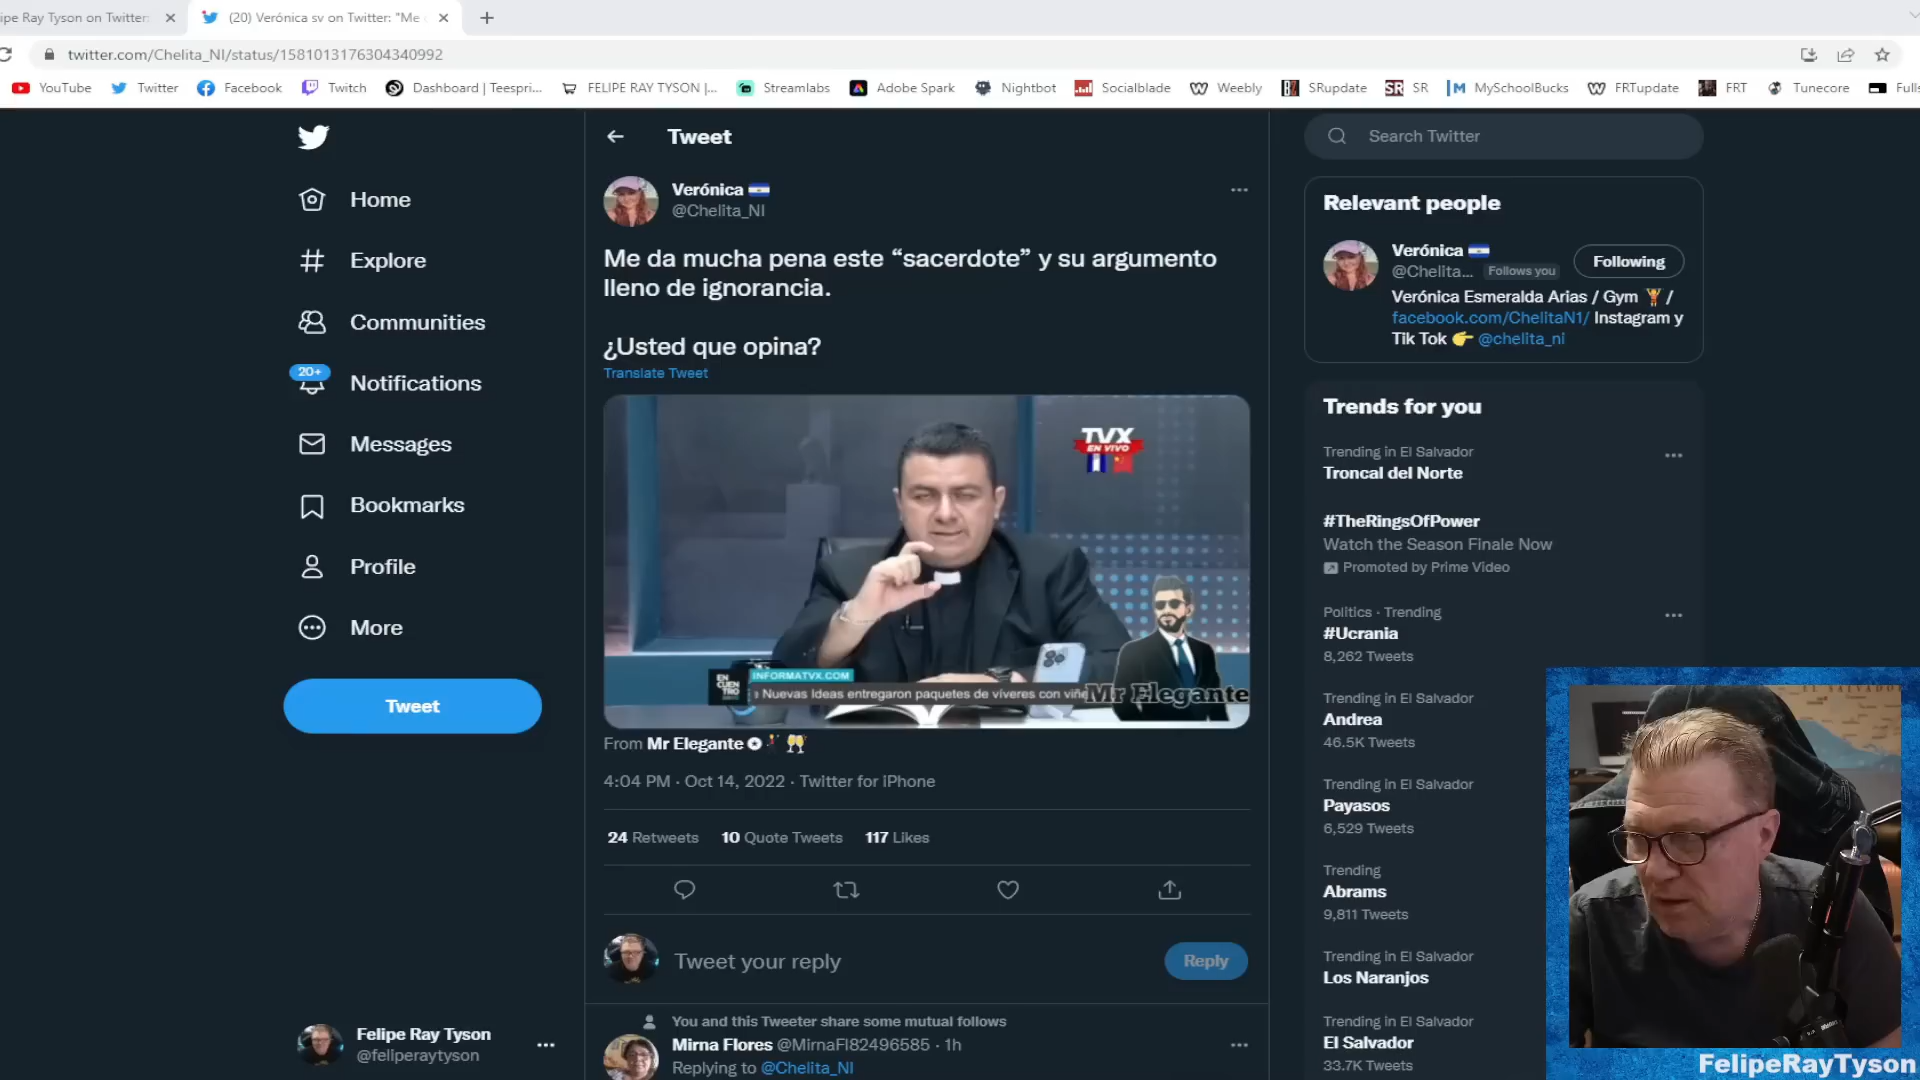 ipe Ray Tyson on Twitter:
(20) Verónica sv on Twitter: "Me
twitter.com/Chelita_NI/status/1581013176304340992
YouTube
Twitter
Facebook
Twitch
Dashboard | Teespri...
FELIPE RAY TYSON |...
Streamlabs
Adobe Spark
Nightbot
Socialblade
Weebly
SRupdate
SR
MySchoolBucks
FRTupdate
FRT
Tunecore
Fulls
Home
Explore
Communities
20+
Notifications
Messages
Bookmarks
Profile
More
Tweet
Felipe Ray Tyson
@feliperaytyson
Tweet
Verónica
@Chelita_NI
Me da mucha pena este “sacerdote” y su argumento
lleno de ignorancia.
¿Usted que opina?
Translate Tweet
TVX
EN VIVO
EN
CUEN
TRO
INFORMATVX.COM
Nuevas Ideas entregaron paquetes de víveres con viñe
Mr Elegante
From Mr Elegante
4:04 PM · Oct 14, 2022 · Twitter for iPhone
24 Retweets 10 Quote Tweets 117 Likes
Tweet your reply
Reply
You and this Tweeter share some mutual follows
Mirna Flores @MirnaFl82496585 · 1h
Replying to @Chelita_NI
Search Twitter
Relevant people
Verónica
@Chelita... Follows you
Following
Verónica Esmeralda Arias / Gym /
facebook.com/ChelitaN1/ Instagram y
Tik Tok @chelita_ni
Trends for you
Trending in El Salvador
Troncal del Norte
#TheRingsOfPower
Watch the Season Finale Now
Promoted by Prime Video
Politics · Trending
#Ucrania
8,262 Tweets
Trending in El Salvador
Andrea
46.5K Tweets
Trending in El Salvador
Payasos
6,529 Tweets
Trending
Abrams
9,811 Tweets
Trending in El Salvador
Los Naranjos
Trending in El Salvador
El Salvador
33.7K Tweets
EL SALVADOR
FelipeRayTyson